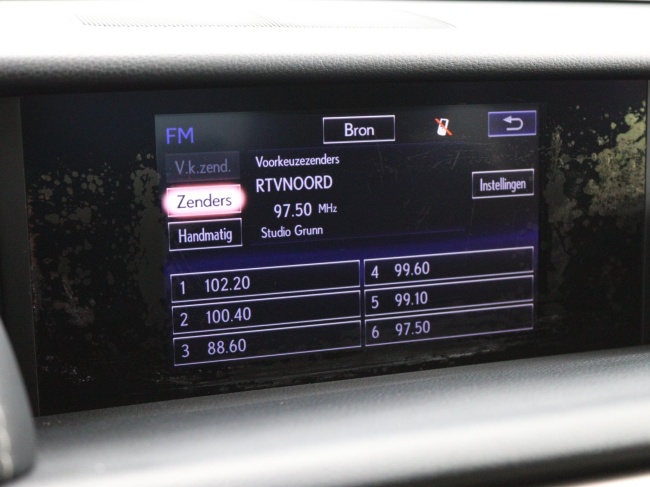 FM
Bron
V.k.zend.
Voorkeuzezenders
RTVNOORD
Zenders
97.50 MHz
Instellingen
Handmatig
Studio Grunn
1 102.20
2 100.40
3 88.60
4 99.60
5 99.10
6 97.50